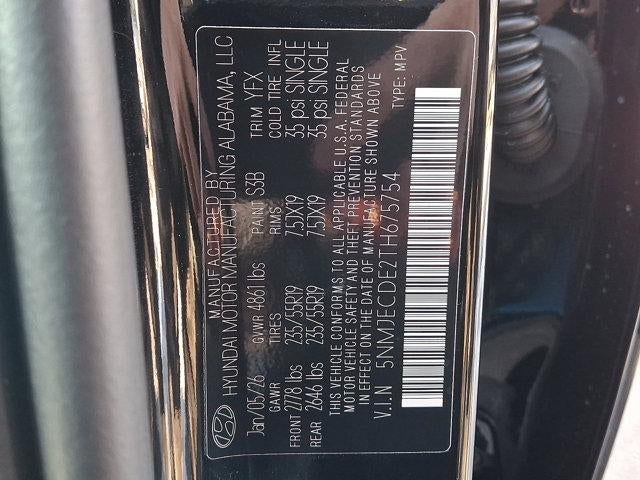 MANUFACTURED BY
HYUNDAI MOTOR MANUFACTURING ALABAMA, LLC
Jan/05/26 GVWR 4861 lbs PAINT S3B TRIM YFX
GAWR TIRES RIMS COLD TIRE INFL
FRONT 2778 lbs 235/55R19 7.5JX19 35 psi SINGLE
REAR 2646 lbs 235/55R19 7.5JX19 35 psi SINGLE
THIS VEHICLE CONFORMS TO ALL APPLICABLE U.S.A. FEDERAL
MOTOR VEHICLE SAFETY AND THEFT PREVENTION STANDARDS
IN EFFECT ON THE DATE OF MANUFACTURE SHOWN ABOVE
V.I.N 5NMJECDE2TH675754 TYPE: MPV